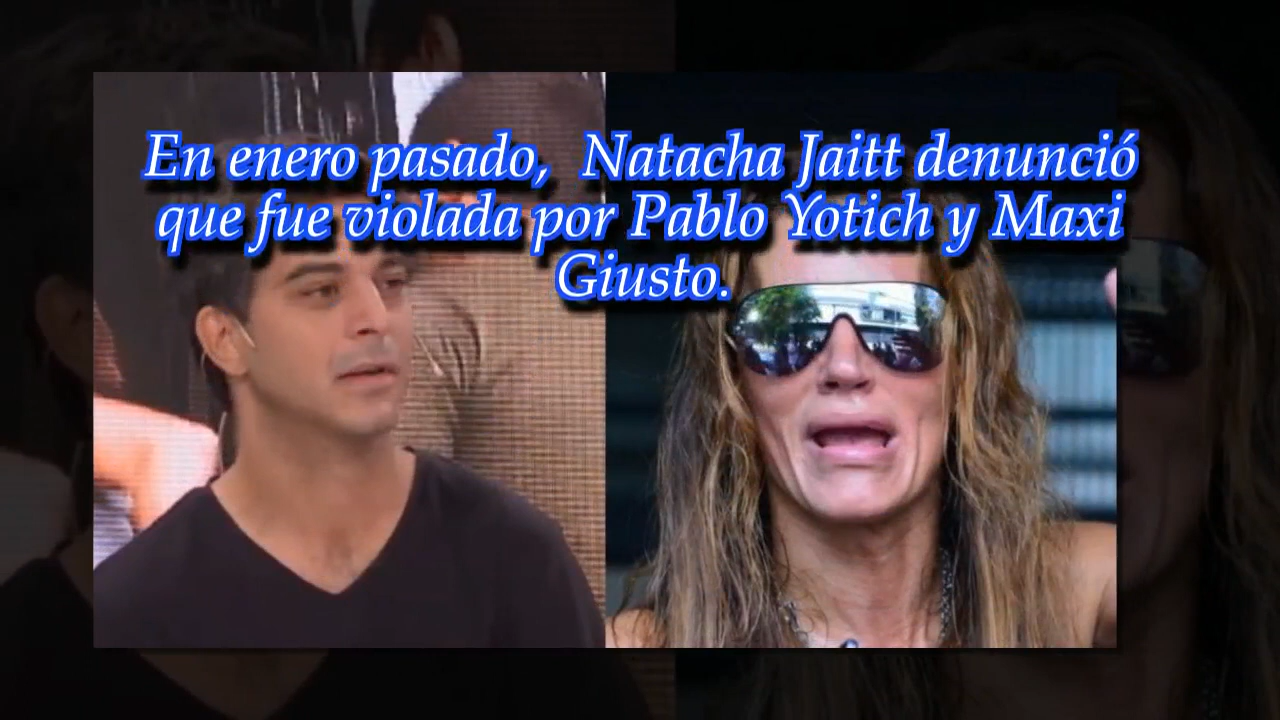 En enero pasado, Natacha Jaitt denunció
que fue violada por Pablo Yotich y Maxi
Giusto.